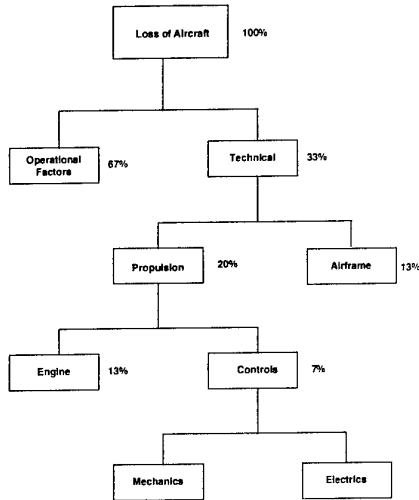 Loss of Aircraft 100%
Operational
Factors
67%
Technical 33%
Propulsion 20%
Airframe 13%
Engine 13%
Controls 7%
Mechanics
Electrics